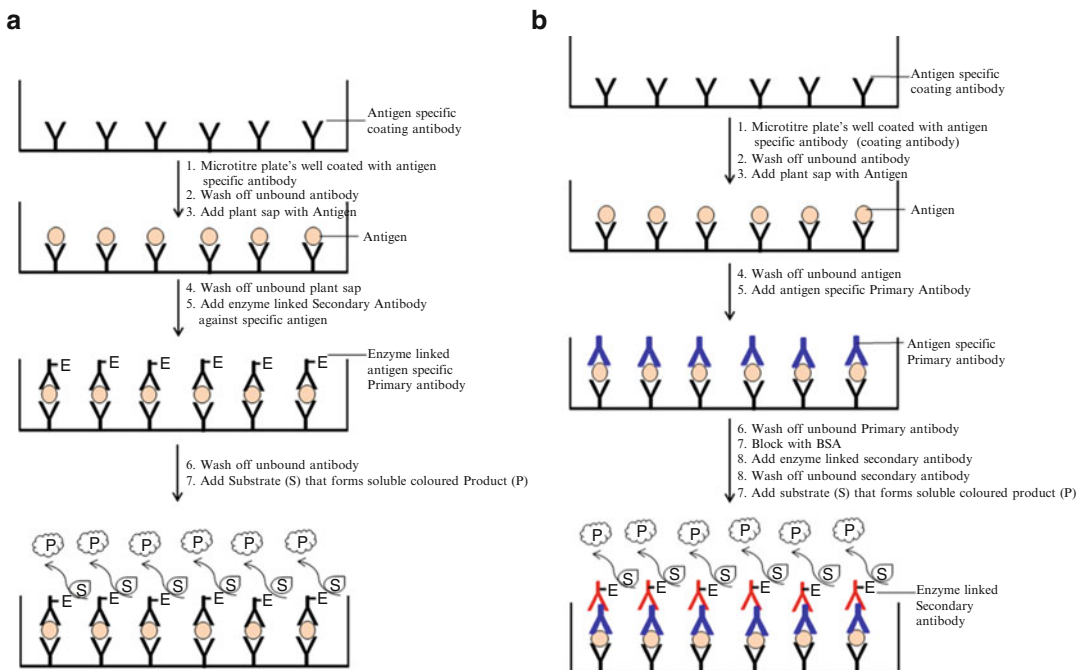 a
Antigen specific
coating antibody
1. Microtitre plate's well coated with antigen
specific antibody
2. Wash off unbound antibody
3. Add plant sap with Antigen
Antigen
4. Wash off unbound plant sap
5. Add enzyme linked Secondary Antibody
against specific antigen
E E E E E E
Enzyme linked
antigen specific
Primary antibody
6. Wash off unbound antibody
7. Add Substrate (S) that forms soluble coloured Product (P)
P P P P P P
S S S S S S
E E E E E E
b
Antigen specific
coating antibody
1. Microtitre plate's well coated with antigen
specific antibody (coating antibody)
2. Wash off unbound antibody
3. Add plant sap with Antigen
Antigen
4. Wash off unbound antigen
5. Add antigen specific Primary Antibody
Antigen specific
Primary antibody
6. Wash off unbound Primary antibody
7. Block with BSA
8. Add enzyme linked secondary antibody
8. Wash off unbound secondary antibody
7. Add substrate (S) that forms soluble coloured product (P)
P P P P P P
S S S S S S
E E E E E E
Enzyme linked
Secondary
antibody